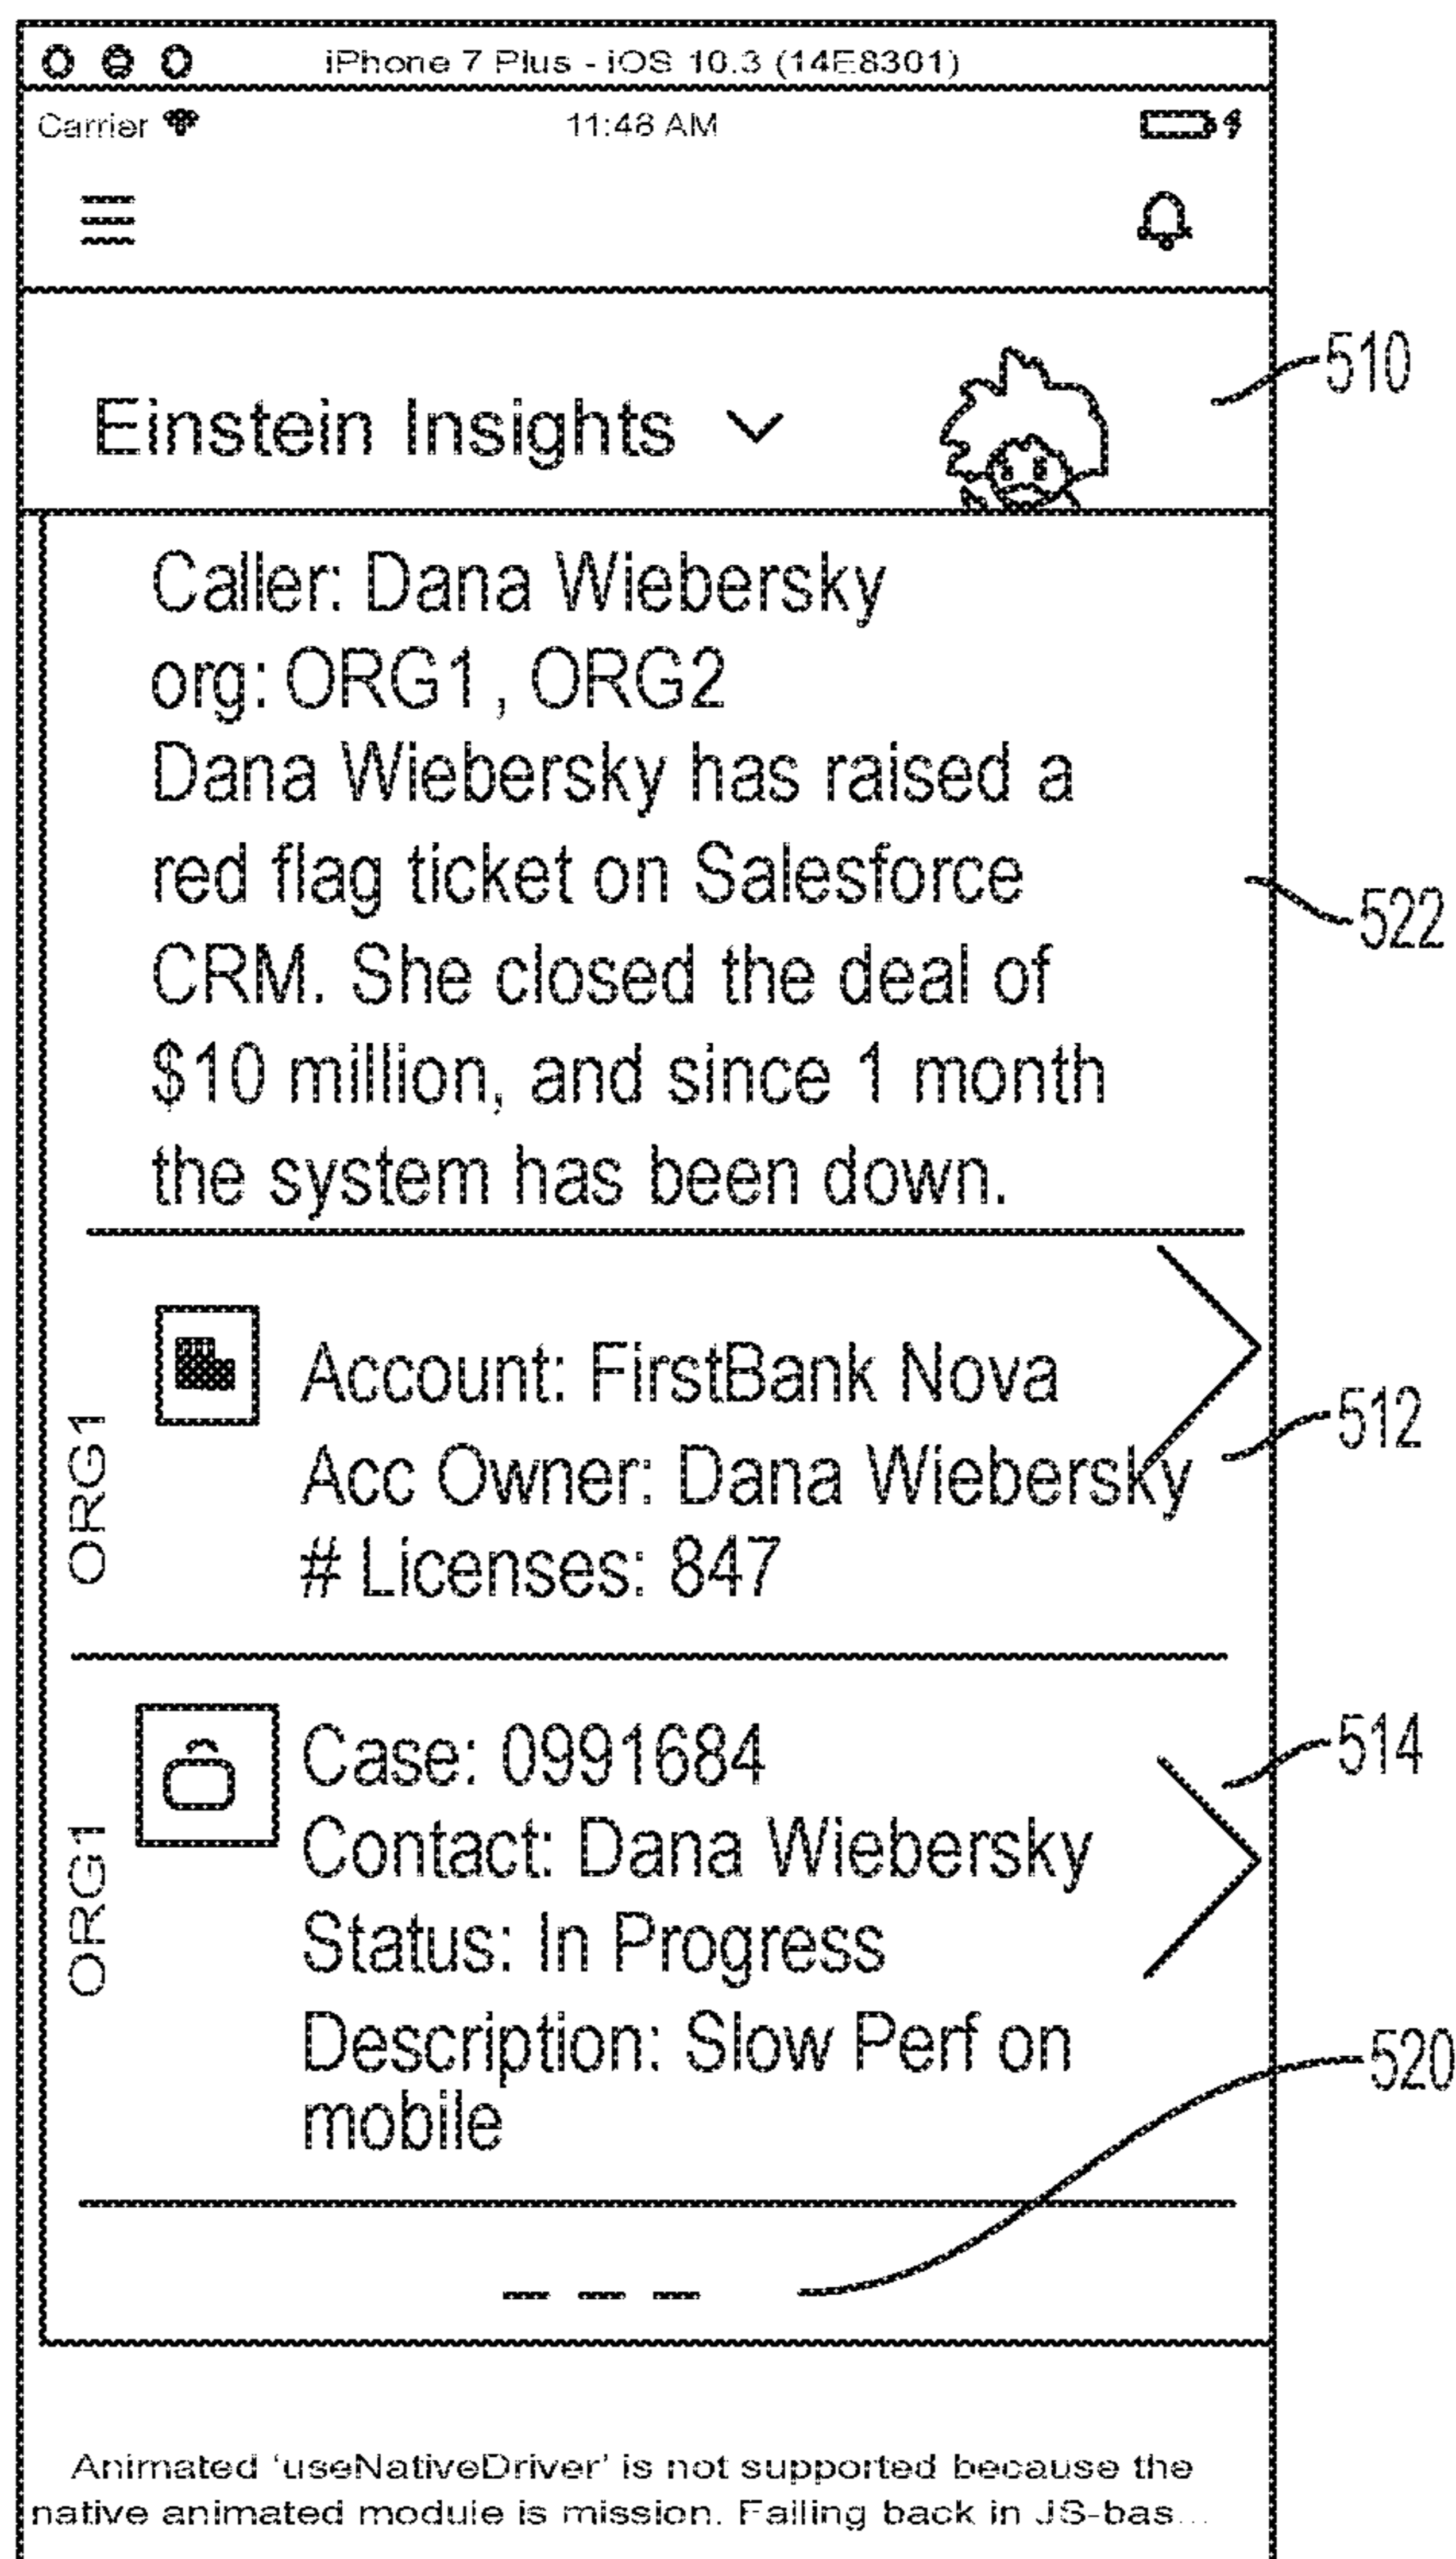 iPhone 7 Plus - iOS 10.3 (14E8301)
Carrier
11:48 AM
510
Einstein Insights
Caller: Dana Wiebersky
org: ORG1, ORG2
Dana Wiebersky has raised a
red flag ticket on Salesforce
522
CRM. She closed the deal of
$10 million, and since 1 month
the system has been down.
ORG1
Account: FirstBank Nova
512
Acc Owner: Dana Wiebersky
# Licenses: 847
ORG1
Case: 0991684
514
Contact: Dana Wiebersky
Status: In Progress
Description: Slow Perf on
520
mobile
Animated 'useNativeDriver' is not supported because the
native animated module is mission. Falling back in JS-bas...